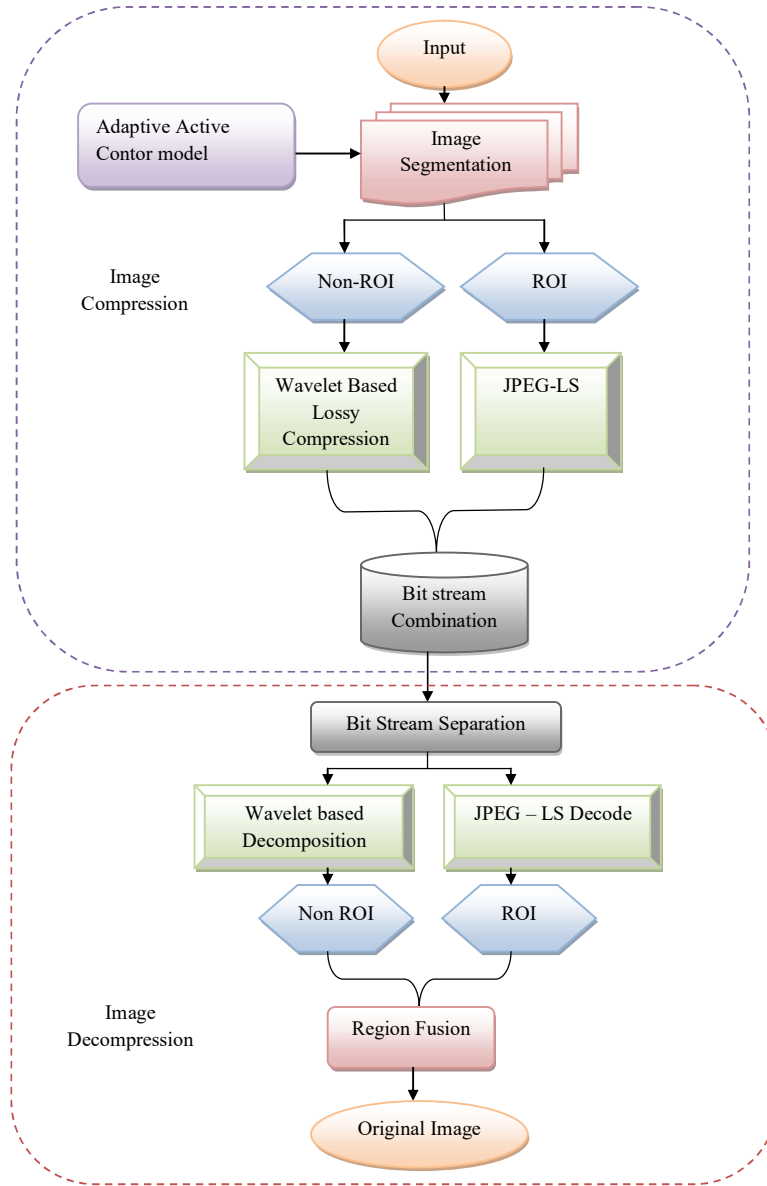 Input
Adaptive Active
Contor model
Image
Segmentation
Image
Compression
Non-ROI
ROI
Wavelet Based
Lossy
Compression
JPEG-LS
Bit stream
Combination
Bit Stream Separation
Wavelet based
Decomposition
JPEG – LS Decode
Non ROI
ROI
Image
Decompression
Region Fusion
Original Image